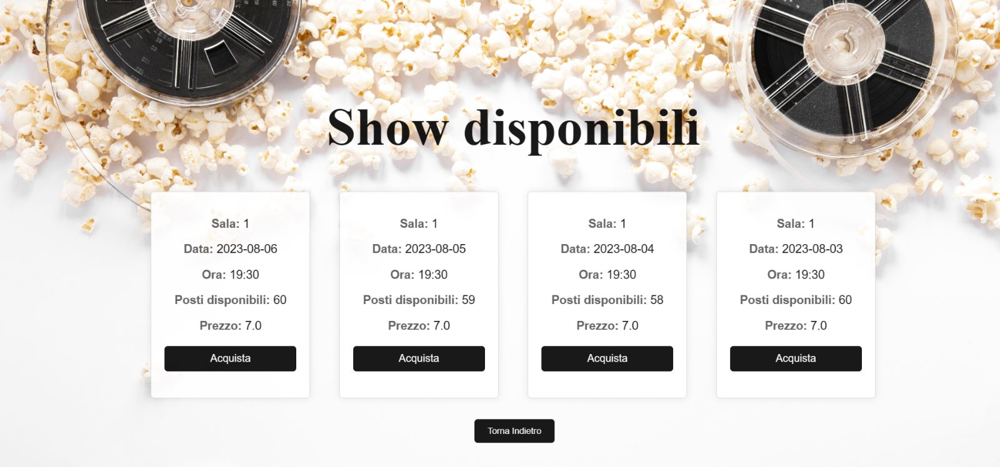 Show disponibili
Sala: 1
Data: 2023-08-06
Ora: 19:30
Posti disponibili: 60
Prezzo: 7.0
Acquista
Sala: 1
Data: 2023-08-05
Ora: 19:30
Posti disponibili: 59
Prezzo: 7.0
Acquista
Sala: 1
Data: 2023-08-04
Ora: 19:30
Posti disponibili: 58
Prezzo: 7.0
Acquista
Sala: 1
Data: 2023-08-03
Ora: 19:30
Posti disponibili: 60
Prezzo: 7.0
Acquista
Torna Indietro